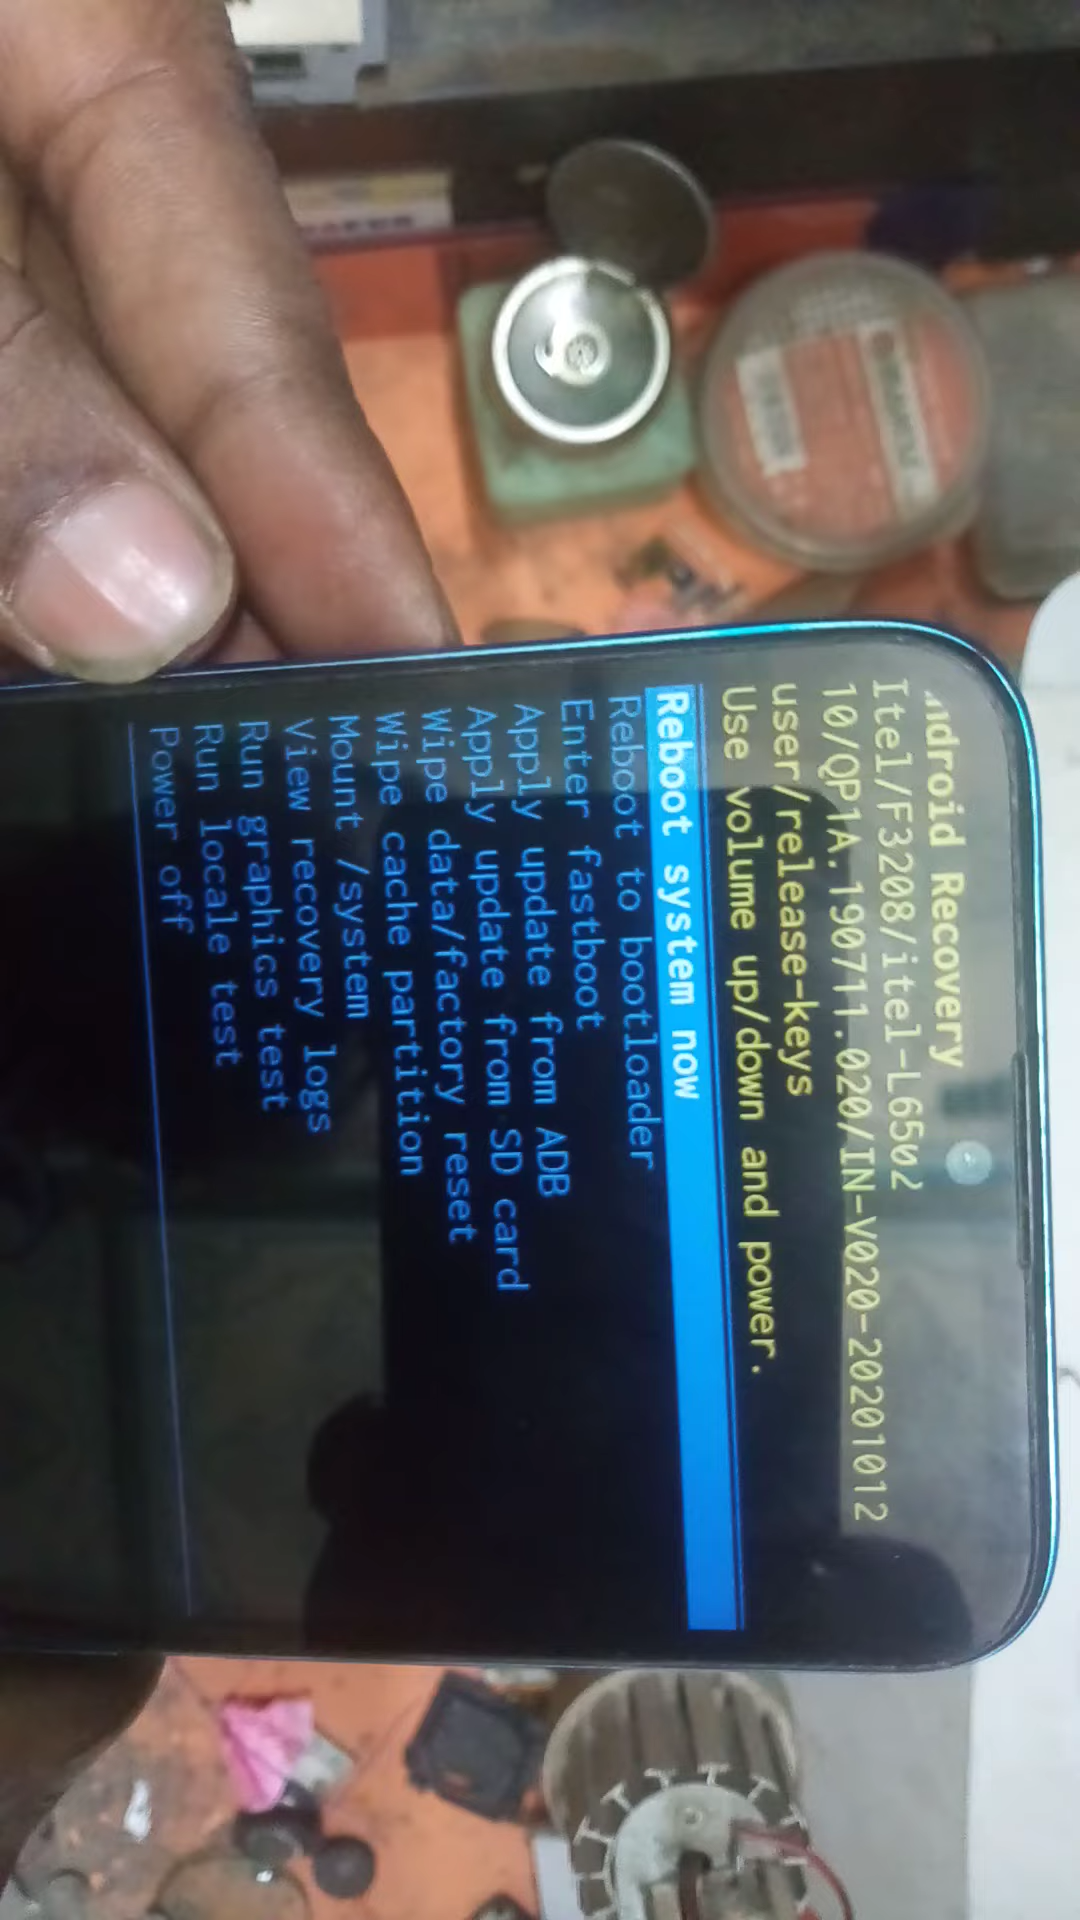 Android Recovery
Itel/F3208/itel-L6502
10/QP1A.190711.020/IN-V020-20201012
user/release-keys
Use volume up/down and power.
Reboot system now
Reboot to bootloader
Enter fastboot
Apply update from ADB
Apply update from SD card
Wipe data/factory reset
Wipe cache partition
Mount /system
View recovery logs
Run graphics test
Run locale test
Power off